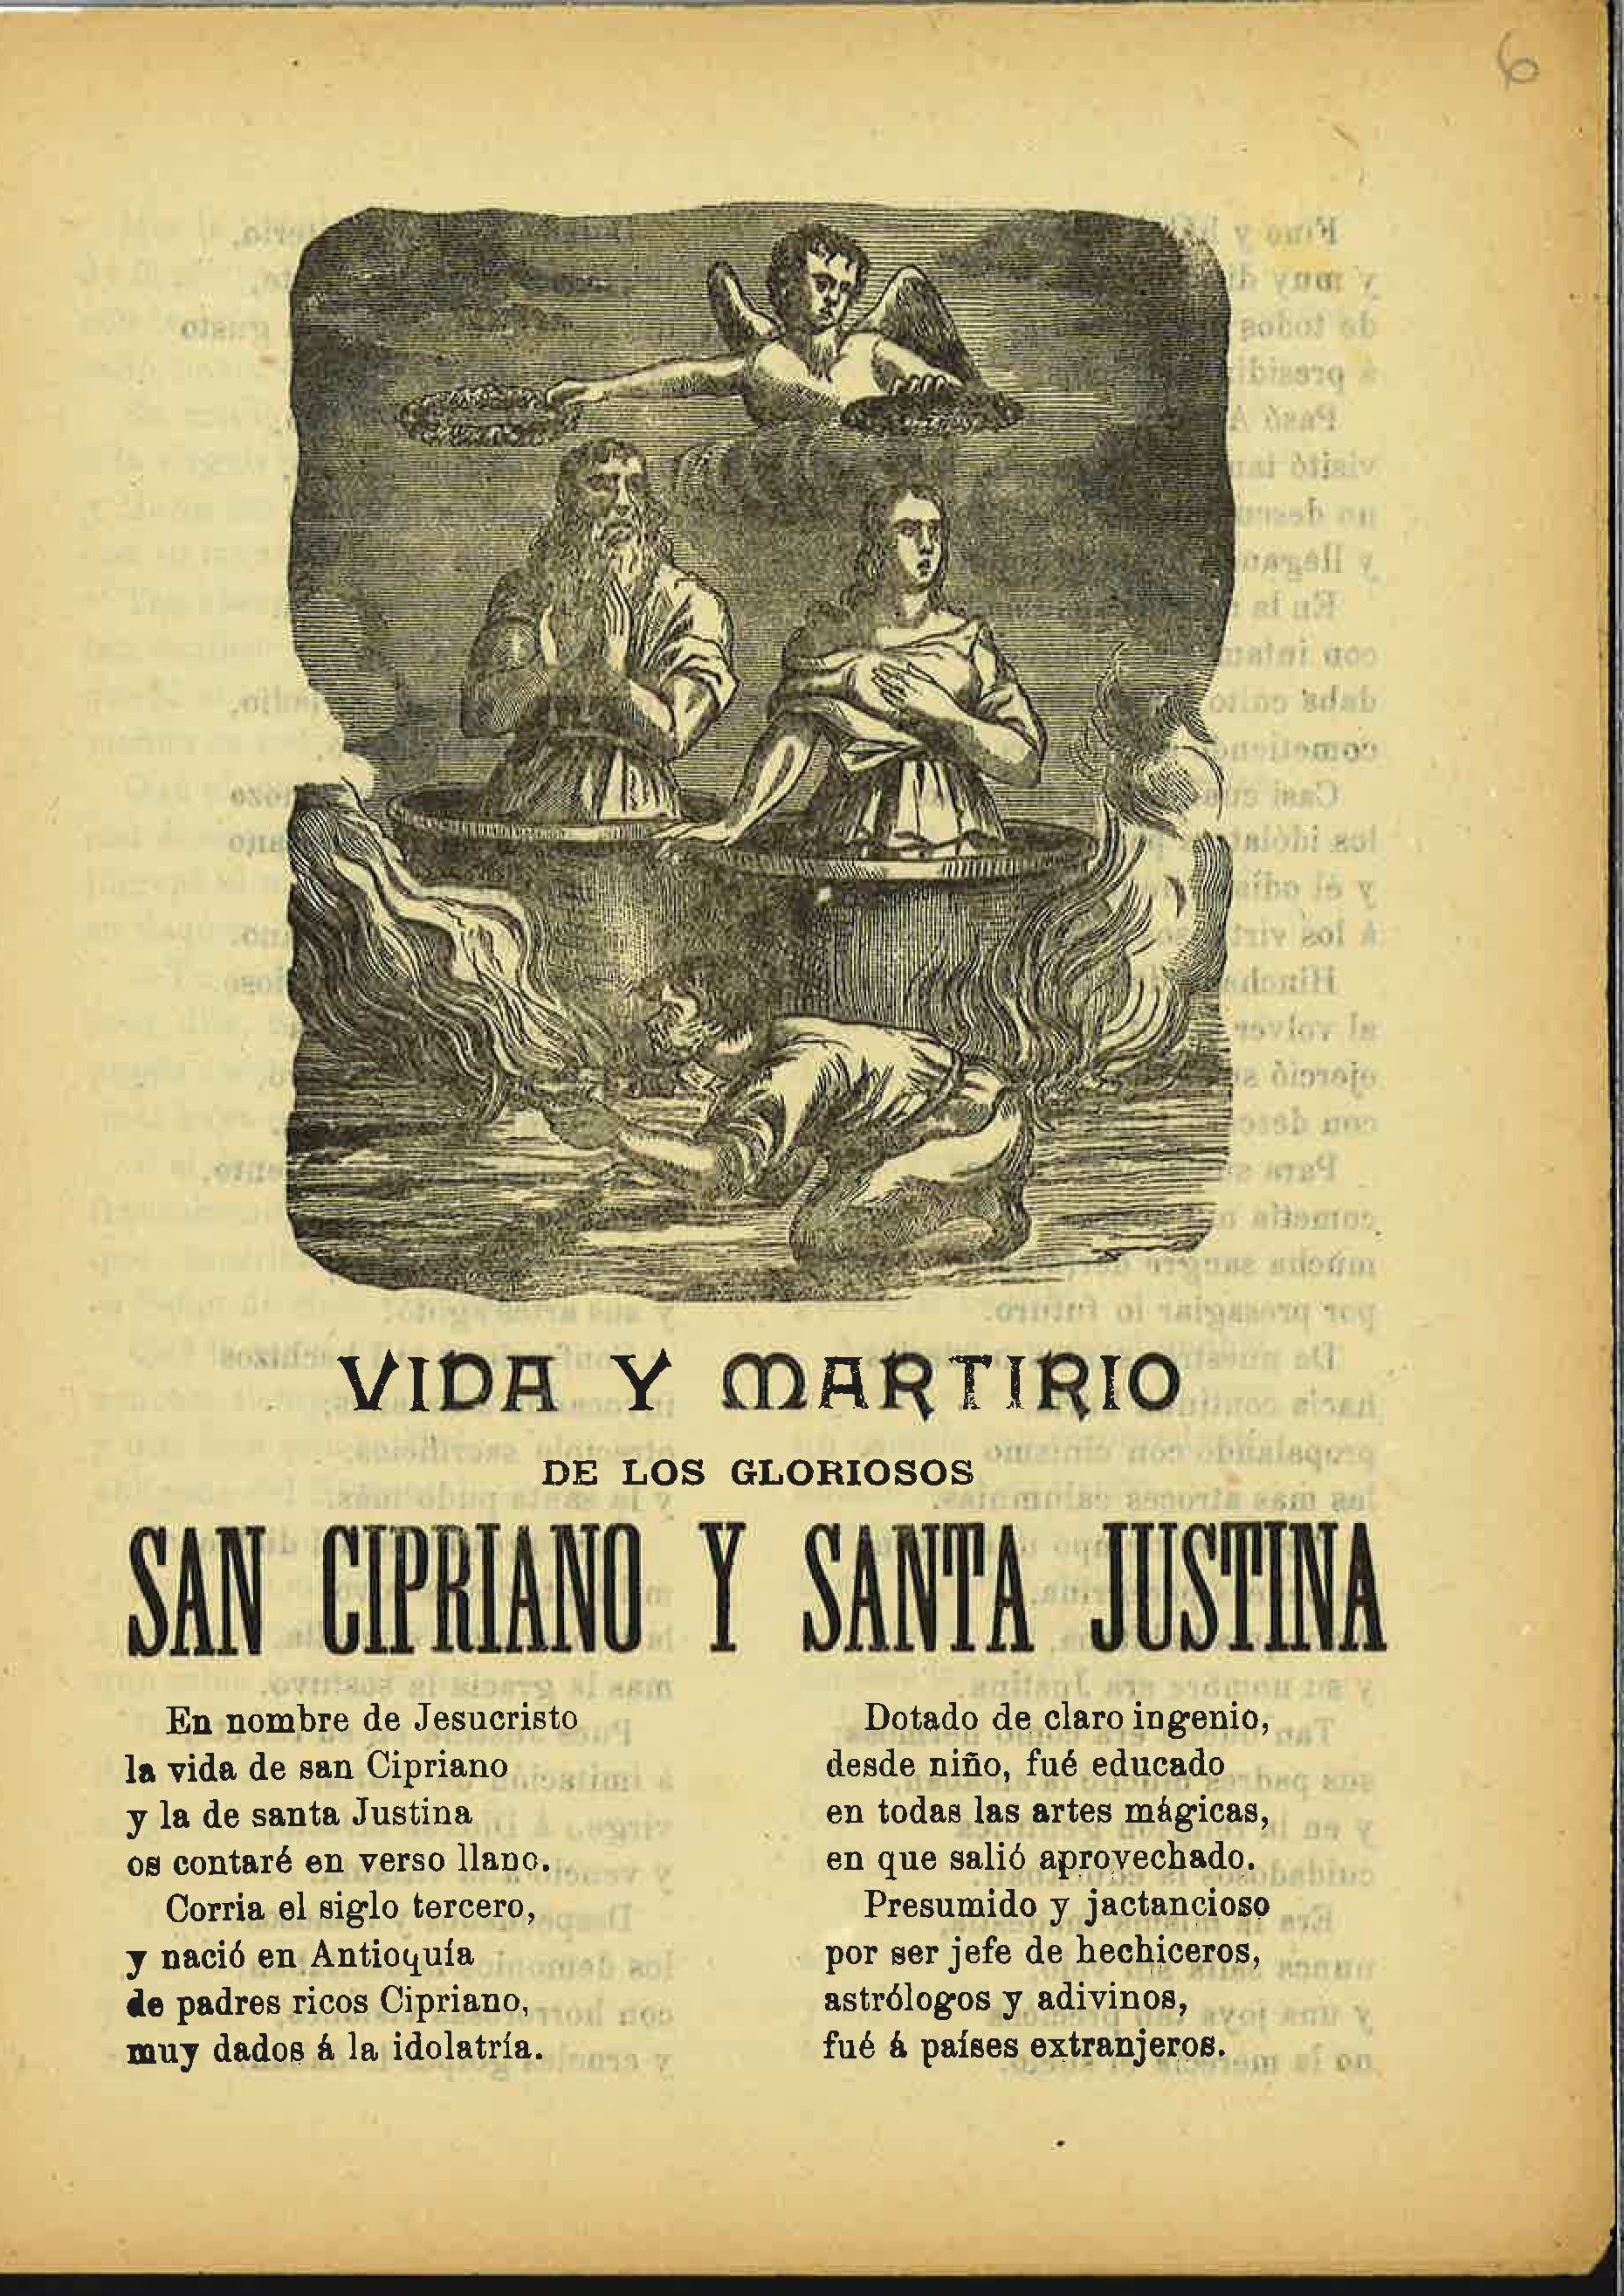 6
VIDA Y MARTIRIO
DE LOS GLORIOSOS
SAN CIPRIANO Y SANTA JUSTINA
En nombre de Jesucristo
la vida de san Cipriano
y la de santa Justina
os contaré en verso llano.
Corria el siglo tercero,
y nació en Antioquía
de padres ricos Cipriano,
muy dados á la idolatría.
Dotado de claro ingenio,
desde niño, fué educado
en todas las artes mágicas,
en que salió aprovechado.
Presumido y jactancioso
por ser jefe de hechiceros,
astrólogos y adivinos,
fué á países extranjeros.